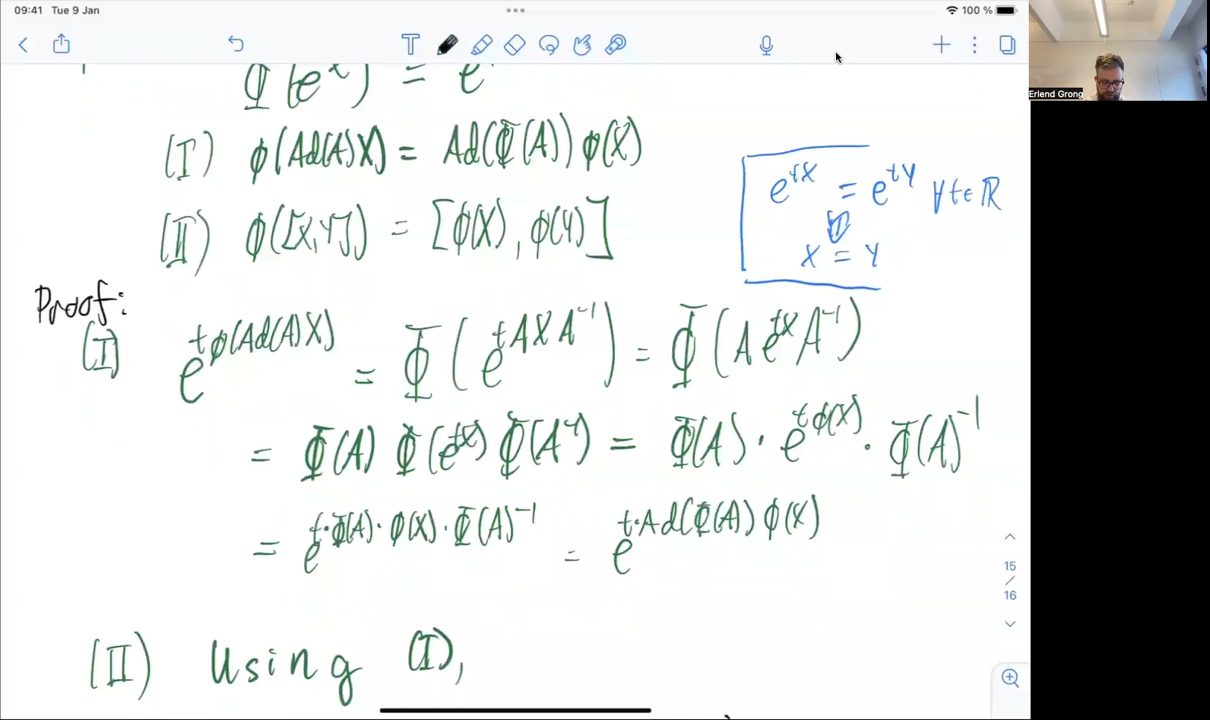 09:41 Tue 9 Jan
100 %
Erlend Grong
Φ(e^t) = e
(I) φ(Ad(A)X) = Ad(Φ(A)) φ(X)
(II) φ([X,Y]) = [φ(X), φ(Y)]
e^{tX} = e^{tY} ∀t∈ℝ
⇓
X = Y
Proof:
(I) e^{tφ(Ad(A)X)} = Φ(e^{tAXA^{-1}}) = Φ(Ae^{tX}A^{-1})
= Φ(A) Φ(e^{tX}) Φ(A^{-1}) = Φ(A) · e^{tφ(X)} · Φ(A)^{-1}
= e^{t·Φ(A)·φ(X)·Φ(A)^{-1}} = e^{t·Ad(Φ(A))φ(X)}
(II) Using (I),
15
/
16